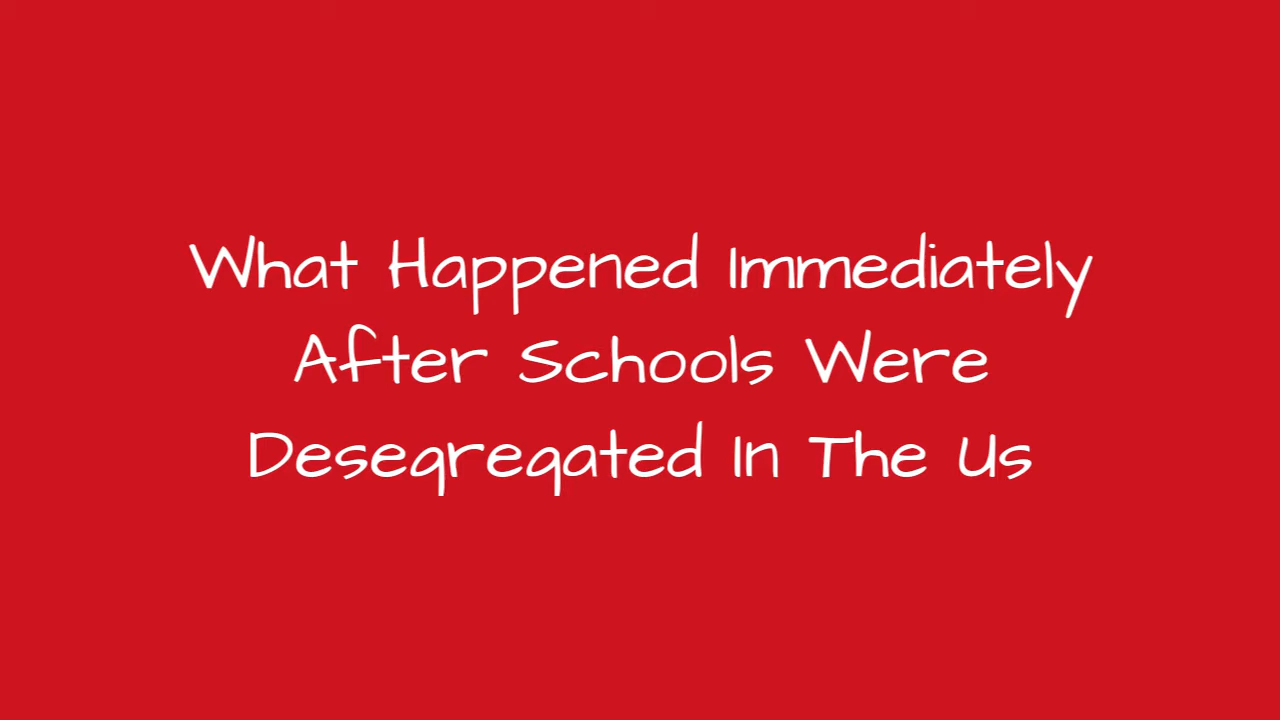 What Happened Immediately
After Schools Were
Desegregated In The Us